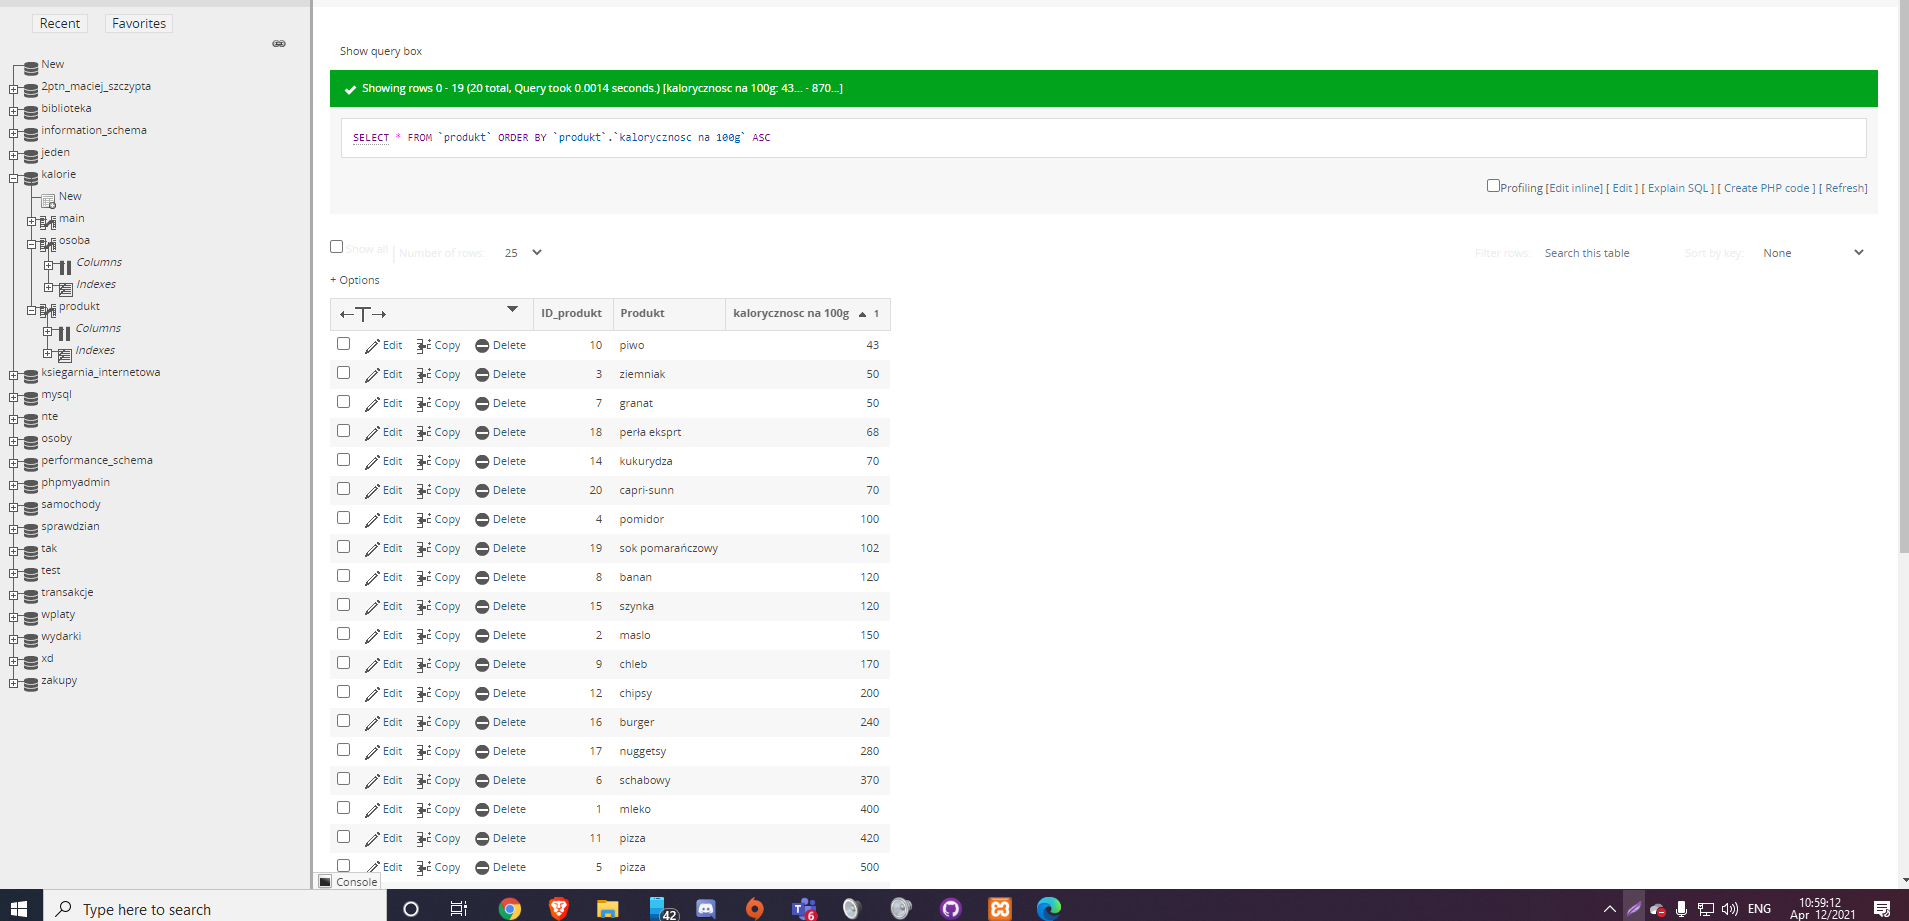 Recent Favorites
New
2ptn_maciej_szczypta
biblioteka
information_schema
jeden
kalorie
New
main
osoba
Columns
Indexes
produkt
Columns
Indexes
ksiegarnia_internetowa
mysql
nte
osoby
performance_schema
phpmyadmin
samochody
sprawdzian
tak
test
transakcje
wplaty
wydarki
xd
zakupy
Show query box
Showing rows 0 - 19 (20 total, Query took 0.0014 seconds.) [kalorycznosc na 100g: 43... - 870...]
SELECT * FROM `produkt` ORDER BY `produkt`.`kalorycznosc na 100g` ASC
Profiling [Edit inline] [ Edit ] [ Explain SQL ] [ Create PHP code ] [ Refresh]
Show all | Number of rows: 25 Filter rows: Search this table Sort by key: None
+ Options
←T→ ID_produkt Produkt kalorycznosc na 100g 1
Edit Copy Delete 10 piwo 43
Edit Copy Delete 3 ziemniak 50
Edit Copy Delete 7 granat 50
Edit Copy Delete 18 perła eksprt 68
Edit Copy Delete 14 kukurydza 70
Edit Copy Delete 20 capri-sunn 70
Edit Copy Delete 4 pomidor 100
Edit Copy Delete 19 sok pomarańczowy 102
Edit Copy Delete 8 banan 120
Edit Copy Delete 15 szynka 120
Edit Copy Delete 2 maslo 150
Edit Copy Delete 9 chleb 170
Edit Copy Delete 12 chipsy 200
Edit Copy Delete 16 burger 240
Edit Copy Delete 17 nuggetsy 280
Edit Copy Delete 6 schabowy 370
Edit Copy Delete 1 mleko 400
Edit Copy Delete 11 pizza 420
Edit Copy Delete 5 pizza 500
Console
Type here to search 42 6 ENG 10:59:12
Apr 12/2021